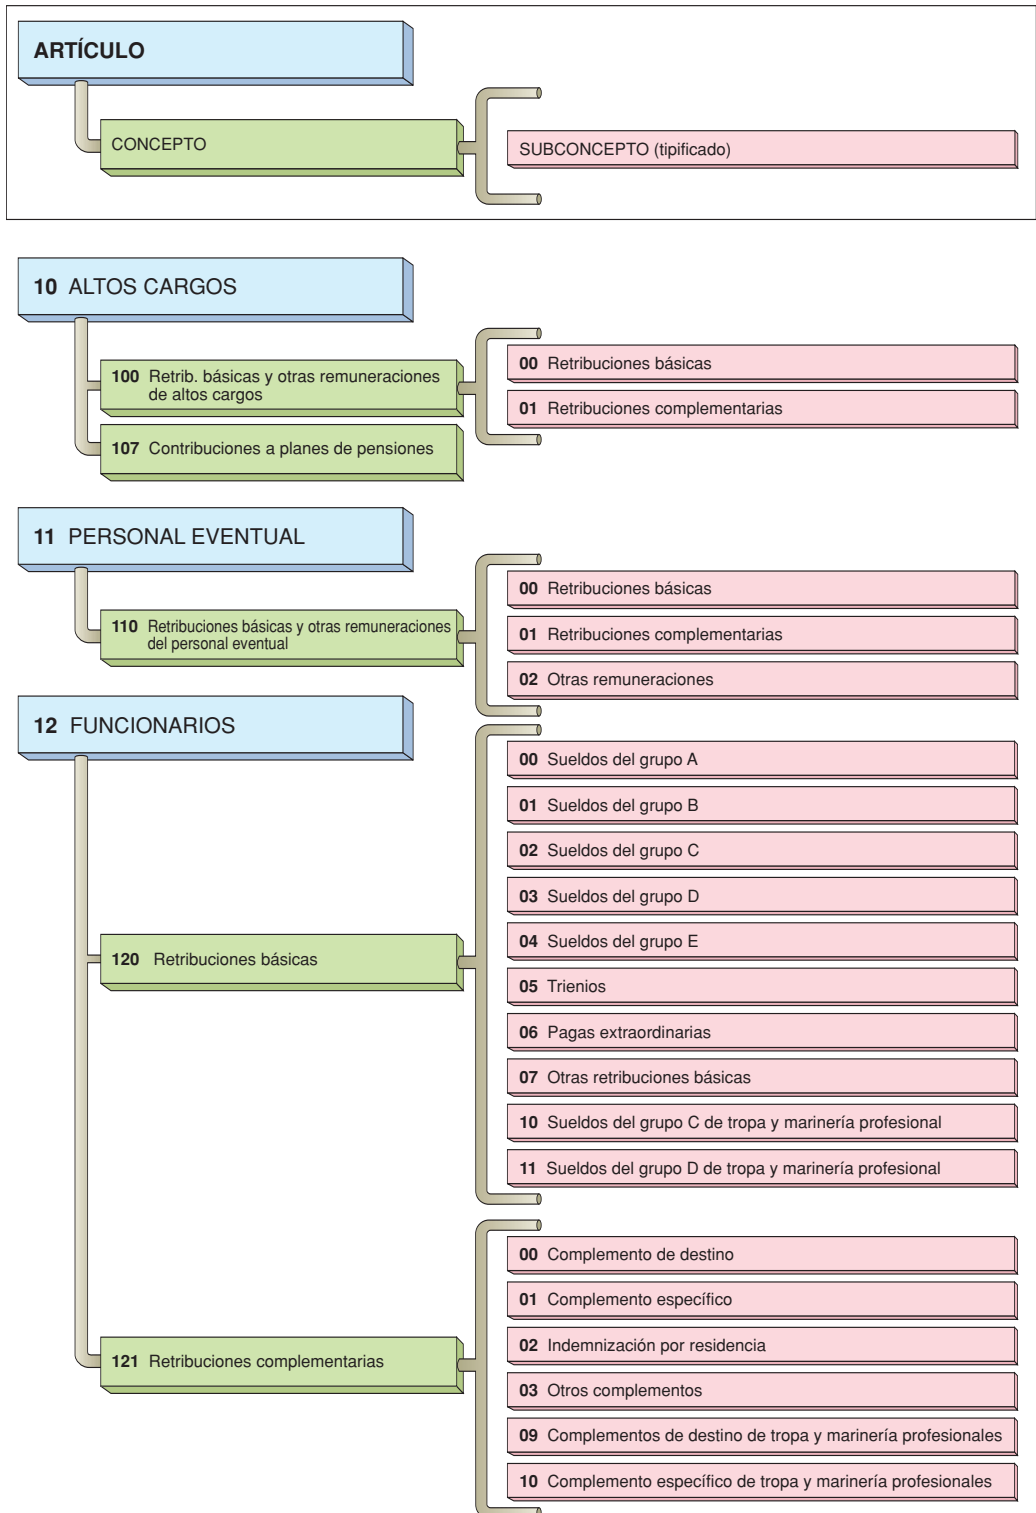 ARTÍCULO
CONCEPTO
SUBCONCEPTO (tipificado)
10 ALTOS CARGOS
100 Retrib. básicas y otras remuneraciones
de altos cargos
00 Retribuciones básicas
01 Retribuciones complementarias
107 Contribuciones a planes de pensiones
11 PERSONAL EVENTUAL
110 Retribuciones básicas y otras remuneraciones
del personal eventual
00 Retribuciones básicas
01 Retribuciones complementarias
02 Otras remuneraciones
12 FUNCIONARIOS
120 Retribuciones básicas
00 Sueldos del grupo A
01 Sueldos del grupo B
02 Sueldos del grupo C
03 Sueldos del grupo D
04 Sueldos del grupo E
05 Trienios
06 Pagas extraordinarias
07 Otras retribuciones básicas
10 Sueldos del grupo C de tropa y marinería profesional
11 Sueldos del grupo D de tropa y marinería profesional
121 Retribuciones complementarias
00 Complemento de destino
01 Complemento específico
02 Indemnización por residencia
03 Otros complementos
09 Complementos de destino de tropa y marinería profesionales
10 Complemento específico de tropa y marinería profesionales